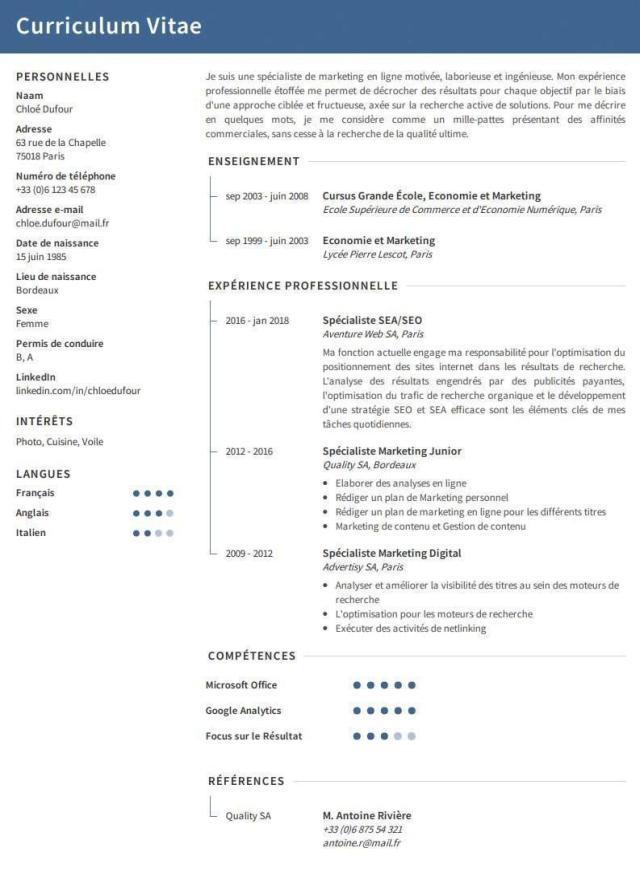 Curriculum Vitae
PERSONNELLES
Naam
Chloé Dufour
Adresse
63 rue de la Chapelle
75018 Paris
Numéro de téléphone
+33 (0)6 123 45 678
Adresse e-mail
chloe.dufour@mail.fr
Date de naissance
15 juin 1985
Lieu de naissance
Bordeaux
Sexe
Femme
Permis de conduire
B, A
LinkedIn
linkedin.com/in/chloedufour
INTÉRÊTS
Photo, Cuisine, Voile
LANGUES
Français
Anglais
Italien
Je suis une spécialiste de marketing en ligne motivée, laborieuse et ingénieuse. Mon expérience
professionnelle étoffée me permet de décrocher des résultats pour chaque objectif par le biais
d'une approche ciblée et fructueuse, axée sur la recherche active de solutions. Pour me décrire
en quelques mots, je me considère comme un mille-pattes présentant des affinités
commerciales, sans cesse à la recherche de la qualité ultime.
ENSEIGNEMENT
sep 2003 - juin 2008 Cursus Grande École, Economie et Marketing
Ecole Supérieure de Commerce et d'Economie Numérique, Paris
sep 1999 - juin 2003 Economie et Marketing
Lycée Pierre Lescot, Paris
EXPÉRIENCE PROFESSIONNELLE
2016 - jan 2018 Spécialiste SEA/SEO
Aventure Web SA, Paris
Ma fonction actuelle engage ma responsabilité pour l'optimisation du
positionnement des sites internet dans les résultats de recherche.
L'analyse des résultats engendrés par des publicités payantes,
l'optimisation du trafic de recherche organique et le développement
d'une stratégie SEO et SEA efficace sont les éléments clés de mes
tâches quotidiennes.
2012 - 2016 Spécialiste Marketing Junior
Quality SA, Bordeaux
• Elaborer des analyses en ligne
• Rédiger un plan de Marketing personnel
• Rédiger un plan de marketing en ligne pour les différents titres
• Marketing de contenu et Gestion de contenu
2009 - 2012 Spécialiste Marketing Digital
Advertisy SA, Paris
• Analyser et améliorer la visibilité des titres au sein des moteurs de
recherche
• L'optimisation pour les moteurs de recherche
• Exécuter des activités de netlinking
COMPÉTENCES
Microsoft Office
Google Analytics
Focus sur le Résultat
RÉFÉRENCES
Quality SA M. Antoine Rivière
+33 (0)6 875 54 321
antoine.r@mail.fr